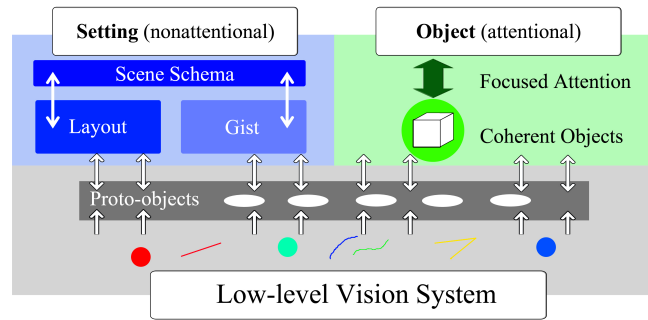 Setting (nonattentional)
Object (attentional)
Scene Schema
Focused Attention
Layout
Gist
Coherent Objects
Proto-objects
Low-level Vision System